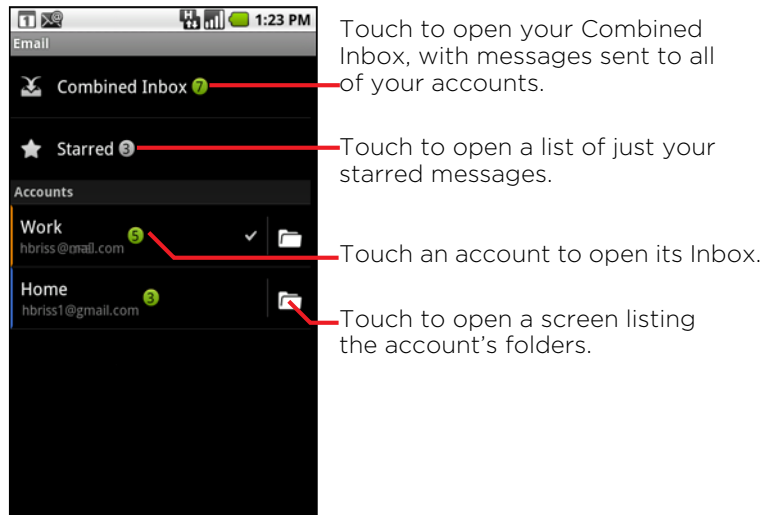 1:23 PM
Email
Combined Inbox 7
Starred 3
Accounts
Work
5
Home
hbriss1@gmail.com
3
Touch to open your Combined
Inbox, with messages sent to all
of your accounts.
Touch to open a list of just your
starred messages.
Touch an account to open its Inbox.
Touch to open a screen listing
the account’s folders.